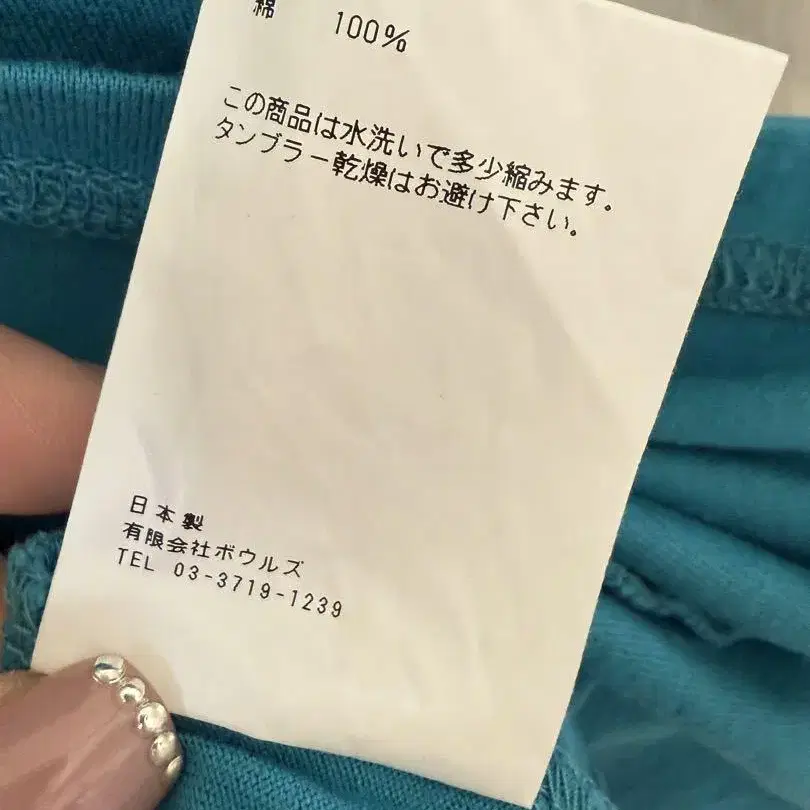 綿 100%
この商品は水洗いで多少縮みます。
タンブラー乾燥はお避け下さい。
日本製
有限会社ボウルズ
TEL 03-3719-1239